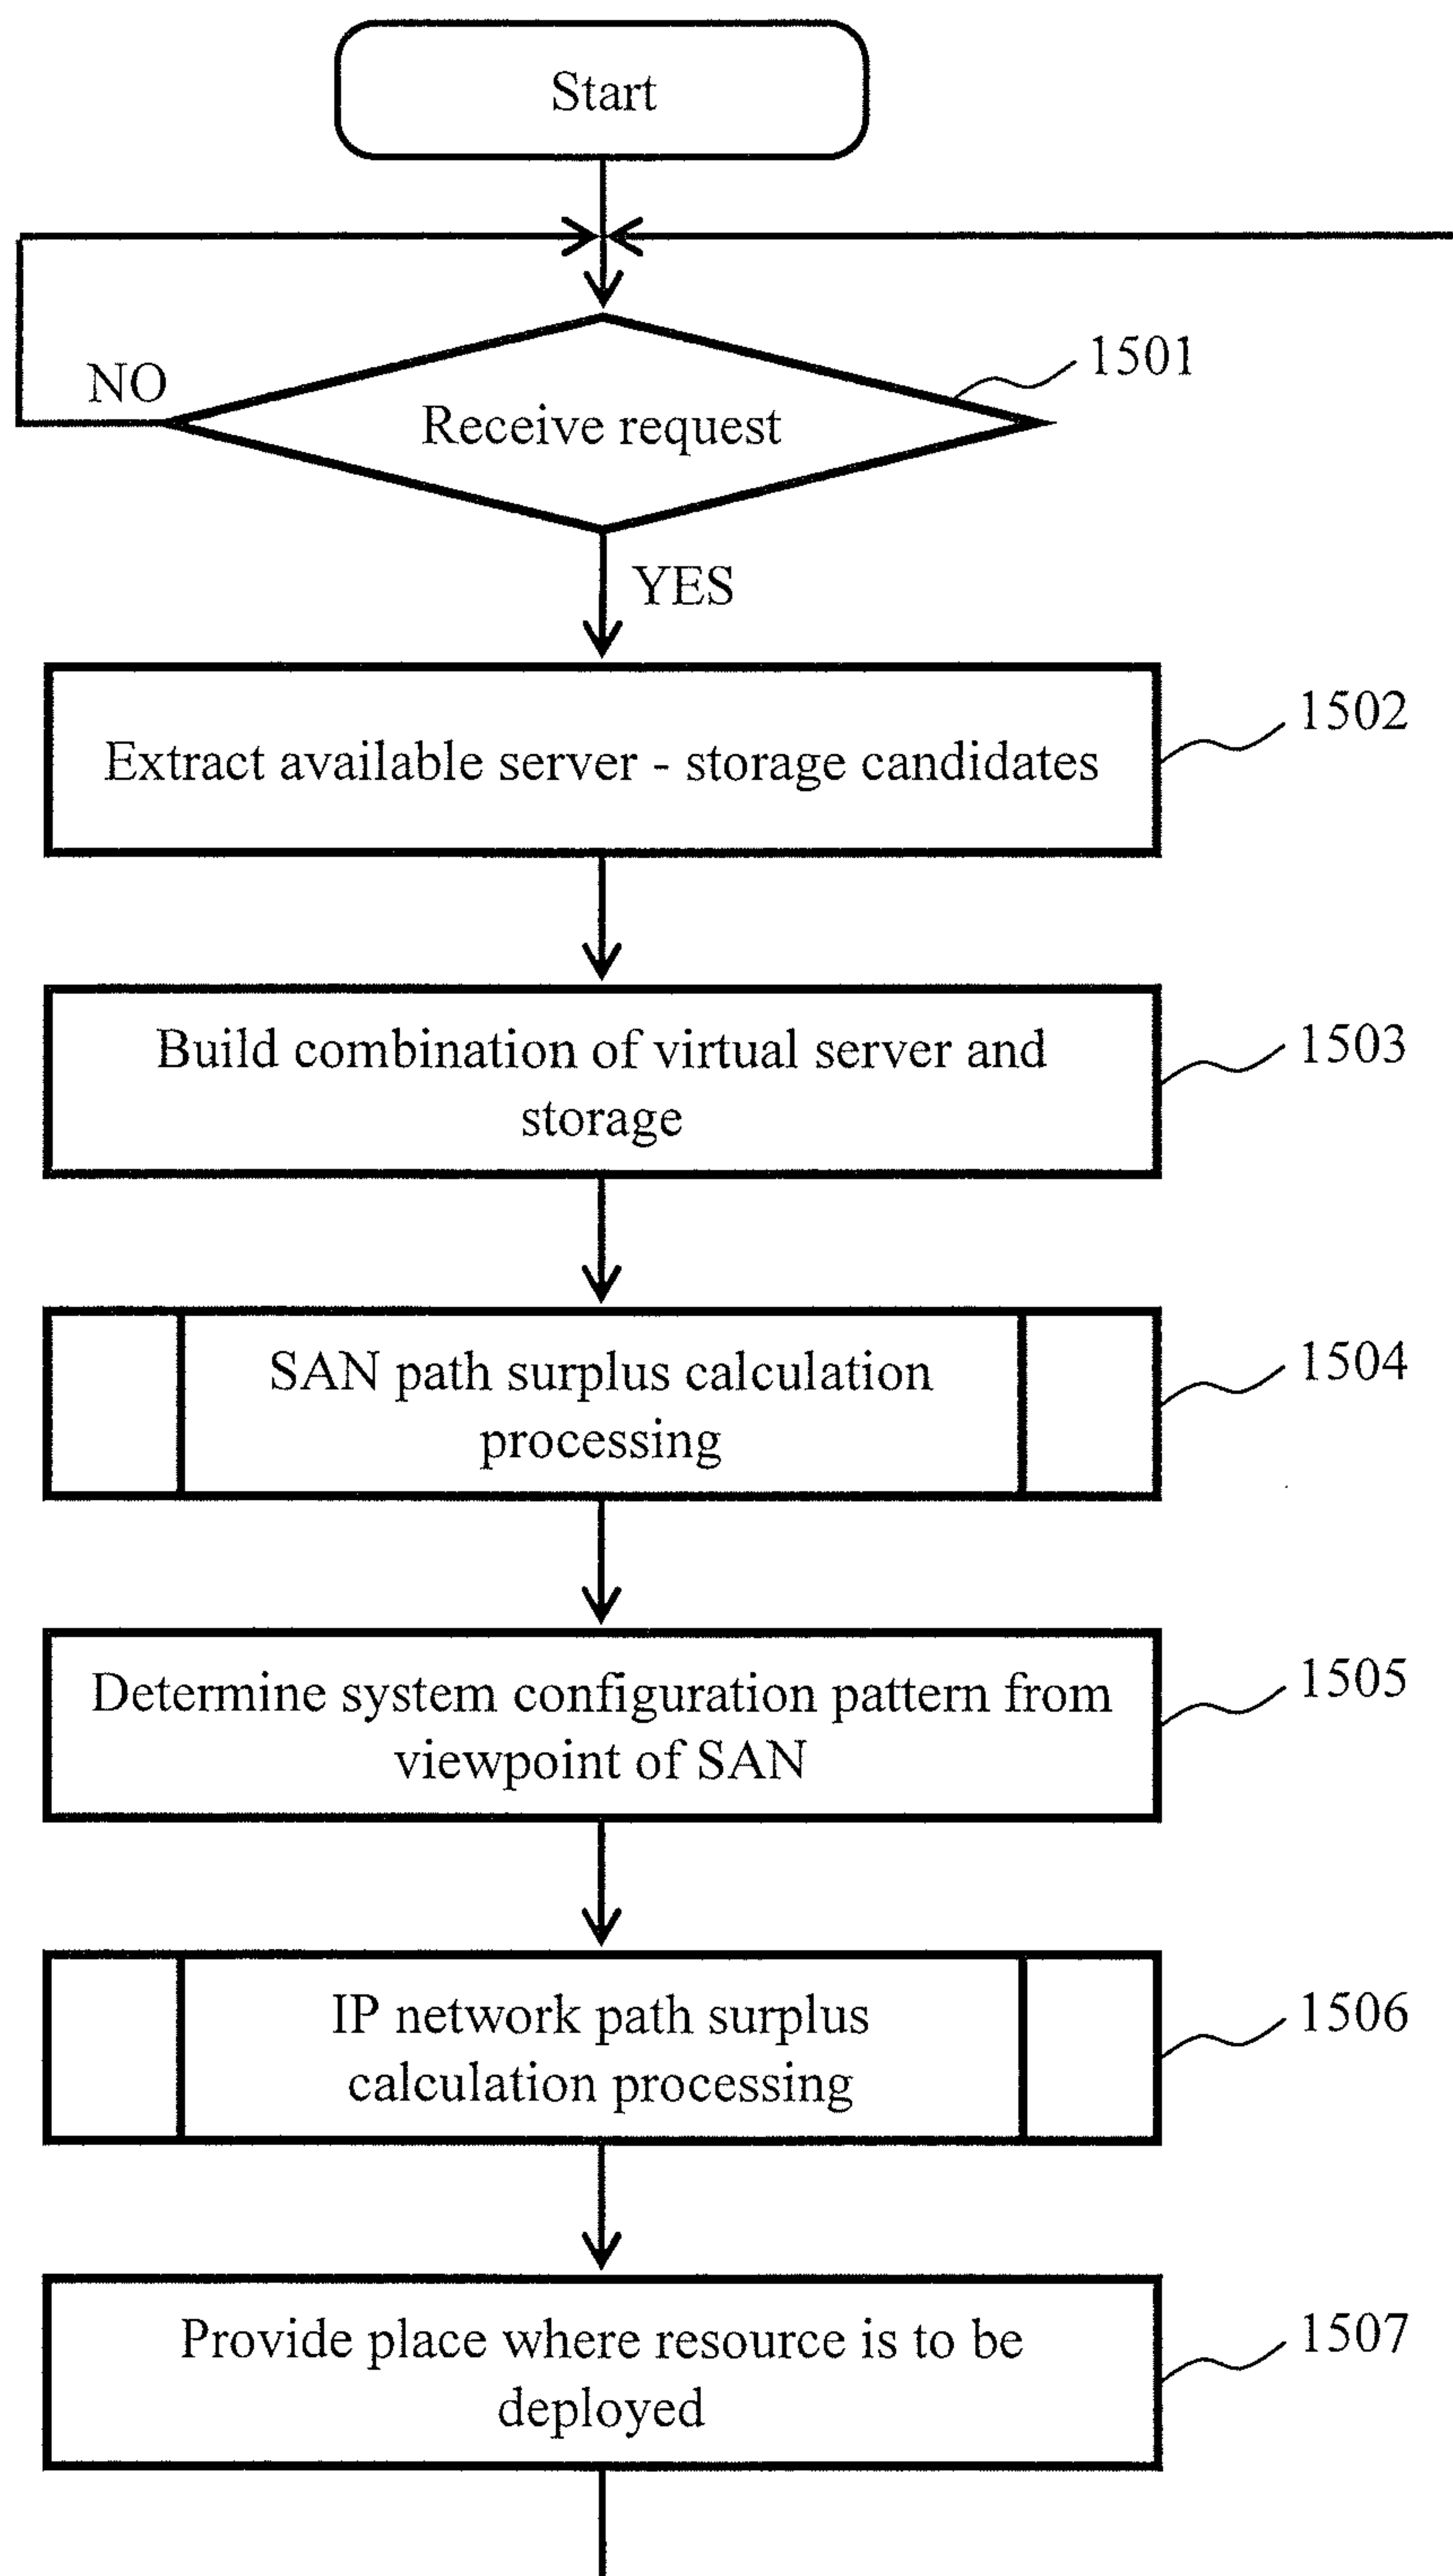 Start
NO
1501
Receive request
YES
1502
Extract available server - storage candidates
1503
Build combination of virtual server and
storage
1504
SAN path surplus calculation
processing
1505
Determine system configuration pattern from
viewpoint of SAN
1506
IP network path surplus
calculation processing
1507
Provide place where resource is to be
deployed